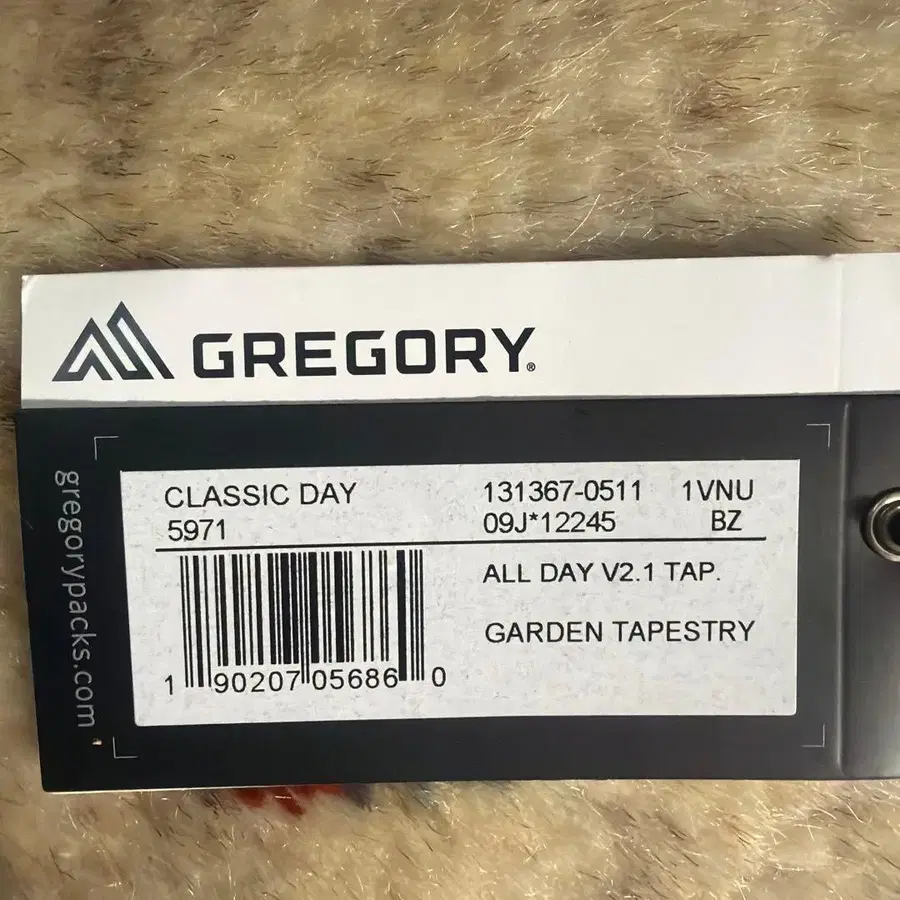 GREGORY®
gregorypacks.com
CLASSIC DAY 131367-0511 1VNU
5971 09J*12245 BZ
ALL DAY V2.1 TAP.
GARDEN TAPESTRY
1 90207 05686 0